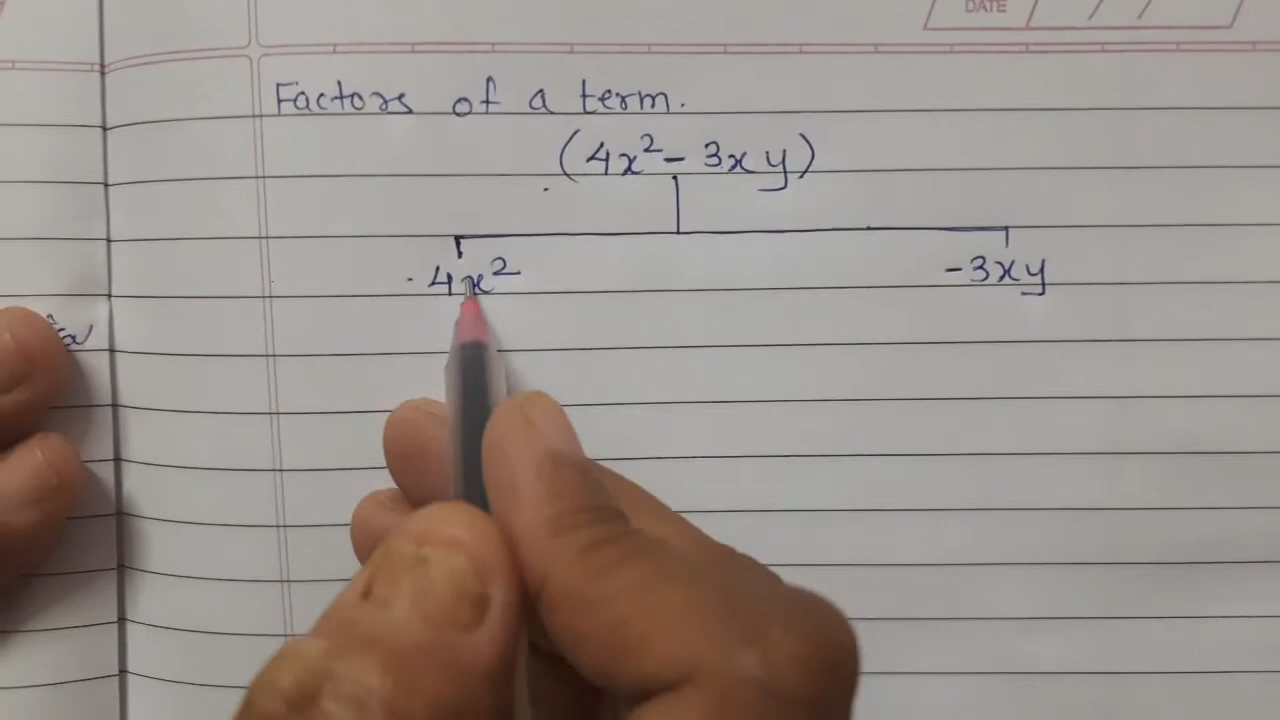 DATE
Factors of a term.
(4x² - 3xy)
4x² -3xy